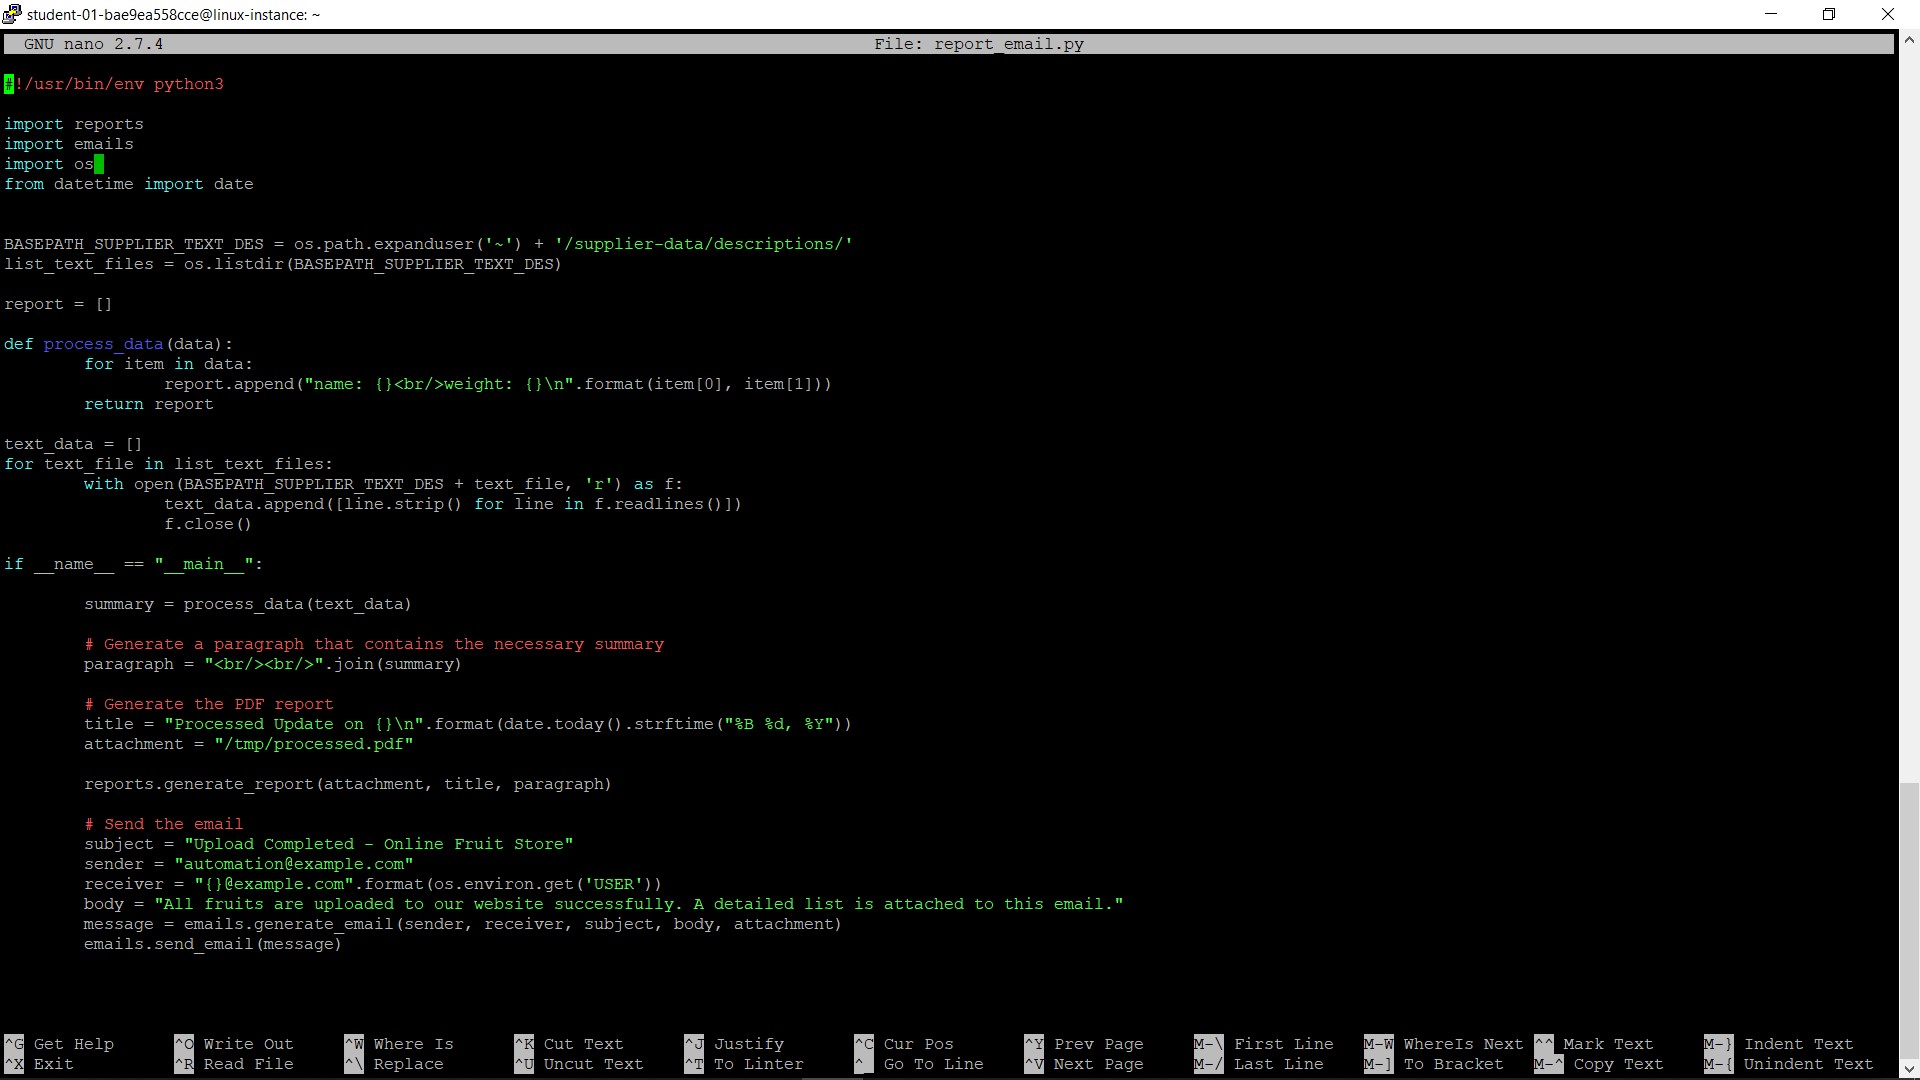 student-01-bae9ea558cce@linux-instance: ~
GNU nano 2.7.4 File: report_email.py
#!/usr/bin/env python3
import reports
import emails
import os
from datetime import date
BASEPATH_SUPPLIER_TEXT_DES = os.path.expanduser('~') + '/supplier-data/descriptions/'
list_text_files = os.listdir(BASEPATH_SUPPLIER_TEXT_DES)
report = []
def process_data(data):
        for item in data:
                report.append("name: {}<br/>weight: {}\n".format(item[0], item[1]))
        return report
text_data = []
for text_file in list_text_files:
        with open(BASEPATH_SUPPLIER_TEXT_DES + text_file, 'r') as f:
                text_data.append([line.strip() for line in f.readlines()])
                f.close()
if __name__ == "__main__":
        summary = process_data(text_data)
        # Generate a paragraph that contains the necessary summary
        paragraph = "<br/><br/>".join(summary)
        # Generate the PDF report
        title = "Processed Update on {}\n".format(date.today().strftime("%B %d, %Y"))
        attachment = "/tmp/processed.pdf"
        reports.generate_report(attachment, title, paragraph)
        # Send the email
        subject = "Upload Completed - Online Fruit Store"
        sender = "automation@example.com"
        receiver = "{}@example.com".format(os.environ.get('USER'))
        body = "All fruits are uploaded to our website successfully. A detailed list is attached to this email."
        message = emails.generate_email(sender, receiver, subject, body, attachment)
        emails.send_email(message)
^G Get Help ^O Write Out ^W Where Is ^K Cut Text ^J Justify ^C Cur Pos ^Y Prev Page M-\ First Line M-W WhereIs Next ^^ Mark Text M-} Indent Text
^X Exit ^R Read File ^\ Replace ^U Uncut Text ^T To Linter ^_ Go To Line ^V Next Page M-/ Last Line M-] To Bracket M-^ Copy Text M-{ Unindent Text